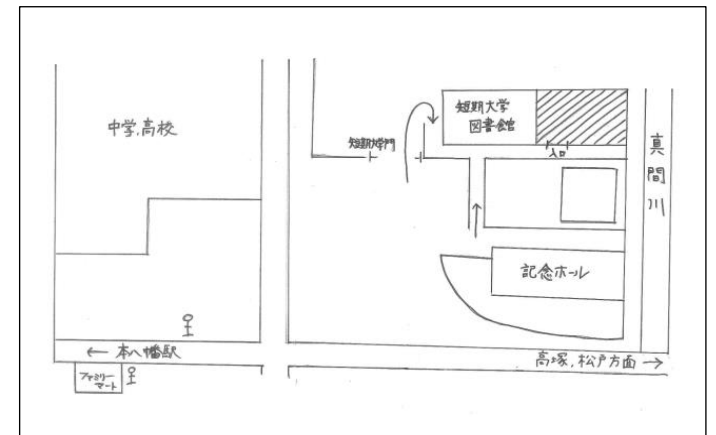 中学,高校
短期大学
図書館
短期大学門
入口
真間川
記念ホール
← 本八幡駅
高塚,松戸方面 →
ファミリー
マート